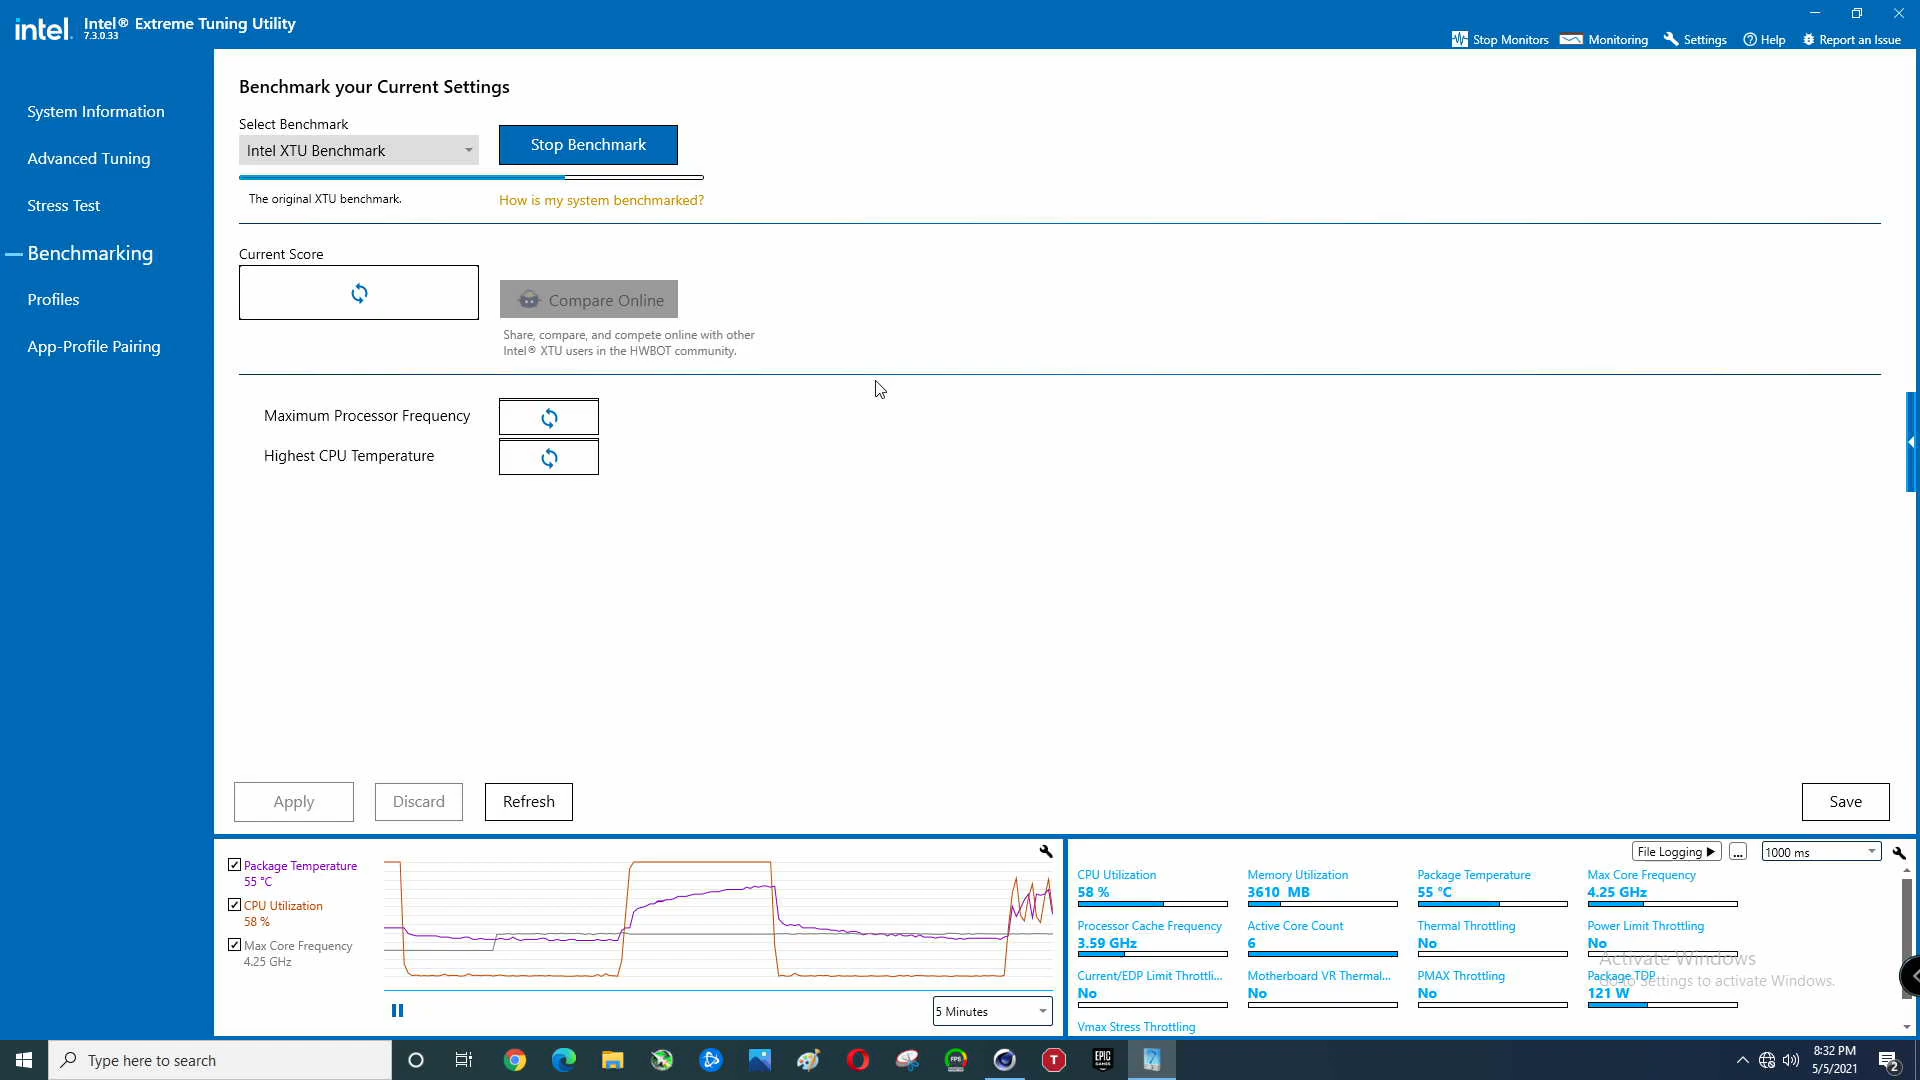 intel. Intel® Extreme Tuning Utility
7.3.0.33
Stop Monitors Monitoring Settings Help Report an Issue
System Information
Advanced Tuning
Stress Test
Benchmarking
Profiles
App-Profile Pairing
Benchmark your Current Settings
Select Benchmark
Intel XTU Benchmark
Stop Benchmark
The original XTU benchmark.
How is my system benchmarked?
Current Score
Compare Online
Share, compare, and compete online with other
Intel® XTU users in the HWBOT community.
Maximum Processor Frequency
Highest CPU Temperature
Apply Discard Refresh Save
Package Temperature
55 °C
CPU Utilization
58 %
Max Core Frequency
4.25 GHz
5 Minutes
File Logging ... 1000 ms
CPU Utilization Memory Utilization Package Temperature Max Core Frequency
58 % 3610 MB 55 °C 4.25 GHz
Processor Cache Frequency Active Core Count Thermal Throttling Power Limit Throttling
3.59 GHz 6 No No
Activate Windows
Current/EDP Limit Throttli... Motherboard VR Thermal... PMAX Throttling Package TDP
Go to Settings to activate Windows.
No No No 121 W
Vmax Stress Throttling
Type here to search
FPS
T
EPIC
GAMES
8:32 PM
5/5/2021
2